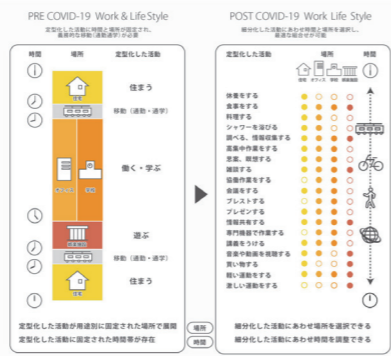 PRE COVID-19 Work & Life Style
定型化した活動に時間と場所が固定され、
義務的な移動(通勤通学)が必要
時間 場所 定型化した活動
住宅
住まう
移動（通勤・通学）
オフィス 学校
働く・学ぶ
遊ぶ
移動（通勤・通学）
住宅
住まう
定型化した活動が用途別に固定された場所で展開
定型化した活動に固定された時間帯が存在
場所
時間
POST COVID-19 Work Life Style
細分化した活動にあわせ時間と場所を選択し、
最適な組合せが可能
定型化した活動 場所 時間
住宅 オフィス 学校 商業施設
休養をする
食事をする
料理する
シャワーを浴びる
調べる、情報収集する
高集中作業をする
思案、瞑想する
雑談する
協働作業をする
会議をする
ブレストする
プレゼンする
情報共有する
専門機器で作業する
講義をうける
音楽や動画を視聴する
買い物する
軽い運動をする
激しい運動をする
細分化した活動にあわせ場所を選択できる
細分化した活動にあわせ時間を調整できる